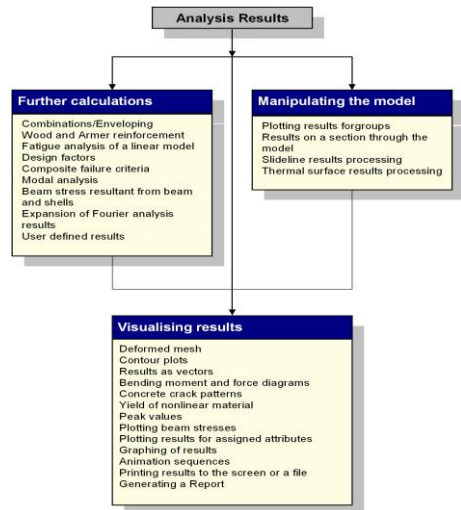 Analysis Results
Further calculations
Combinations/Enveloping
Wood and Armer reinforcement
Fatigue analysis of a linear model
Design factors
Composite failure criteria
Modal analysis
Beam stress resultant from beam
and shells
Expansion of Fourier analysis
results
User defined results
Manipulating the model
Plotting results forgroups
Results on a section through the
model
Slideline results processing
Thermal surface results processing
Visualising results
Deformed mesh
Contour plots
Results as vectors
Bending moment and force diagrams
Concrete crack patterns
Yield of nonlinear material
Peak values
Plotting beam stresses
Plotting results for assigned attributes
Graphing of results
Animation sequences
Printing results to the screen or a file
Generating a Report